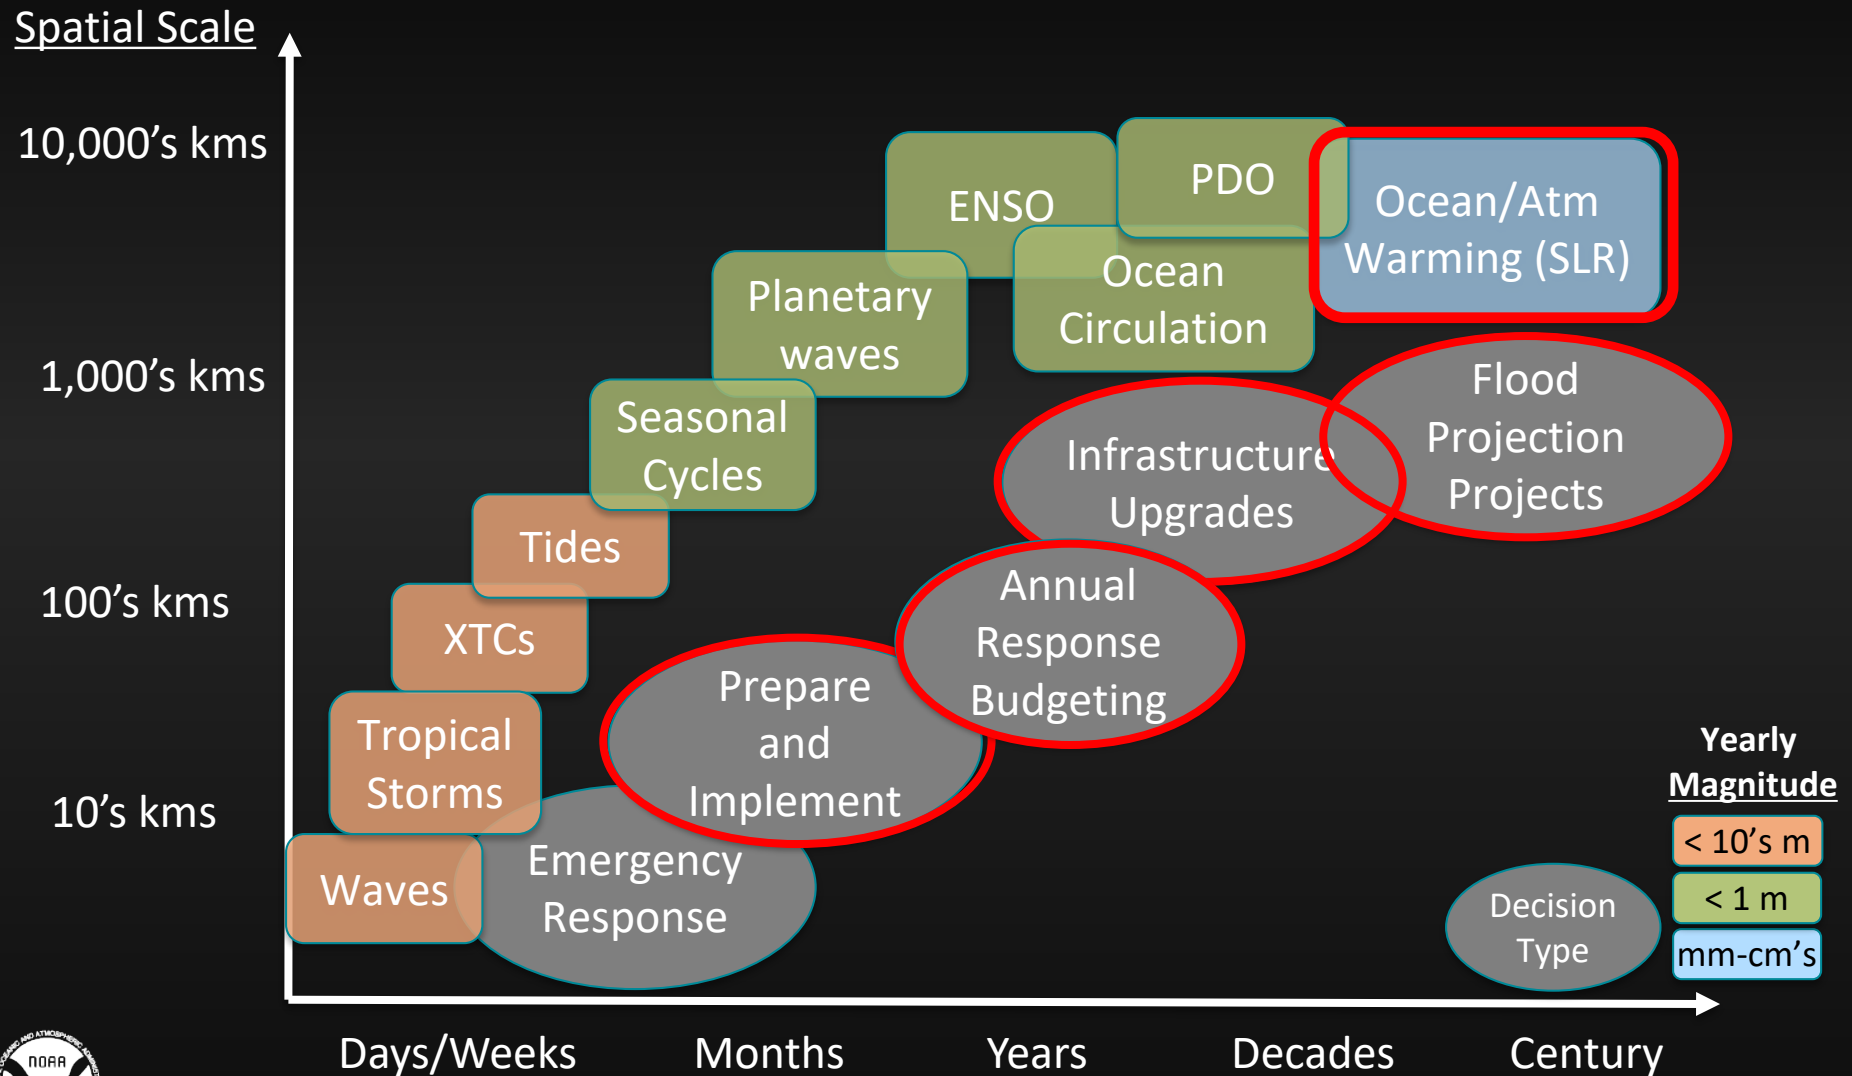 Spatial Scale
10,000's kms
1,000's kms
100's kms
10's kms
ENSO
PDO
Ocean/Atm
Warming (SLR)
Planetary
waves
Ocean
Circulation
Seasonal
Cycles
Tides
XTCs
Tropical
Storms
Waves
Flood
Projection
Projects
Infrastructure
Upgrades
Annual
Response
Budgeting
Prepare
and
Implement
Emergency
Response
Decision
Type
Yearly
Magnitude
< 10's m
< 1 m
mm-cm's
Days/Weeks
Months
Years
Decades
Century
NOAA